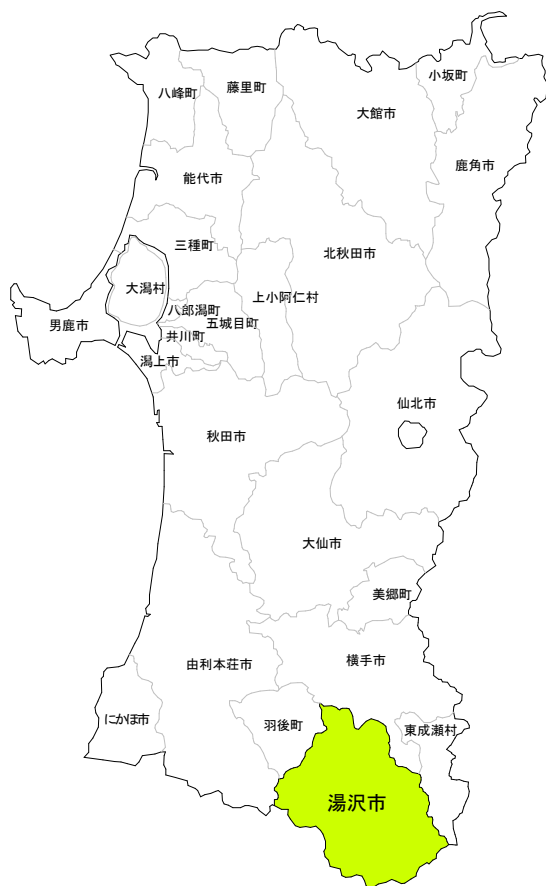 小坂町
藤里町
八峰町
大館市
鹿角市
能代市
三種町
北秋田市
大潟村
上小阿仁村
八郎潟町
五城目町
男鹿市
井川町
潟上市
仙北市
秋田市
大仙市
美郷町
横手市
由利本荘市
にかほ市
羽後町
東成瀬村
湯沢市